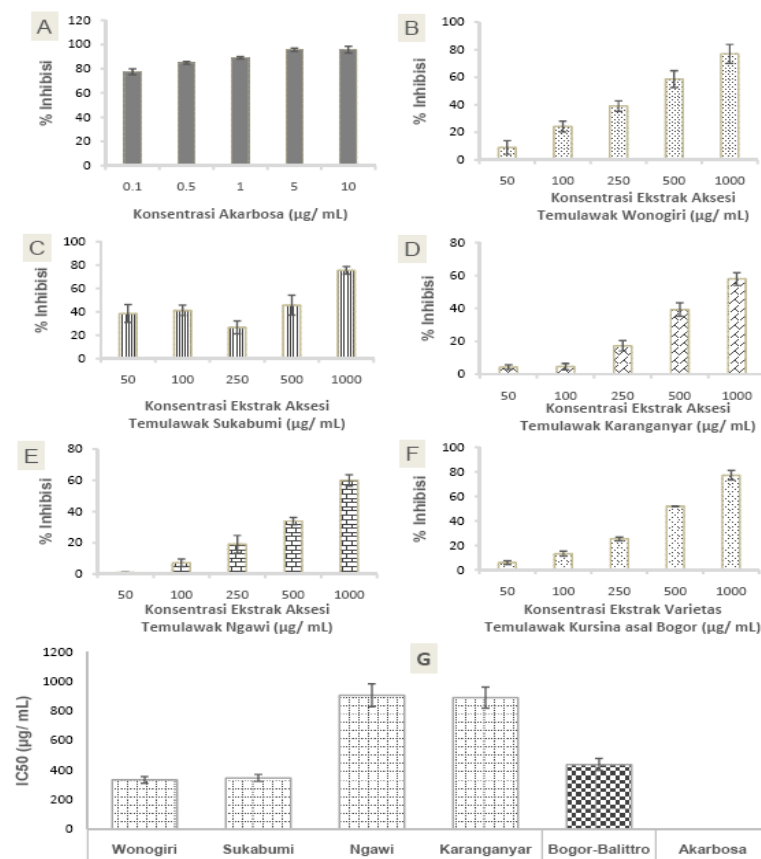 A
120
100
80
60
40
20
0
% Inhibisi
0.1 0.5 1 5 10
Konsentrasi Akarbosa (µg/ mL)
B
100
80
60
40
20
0
% Inhibisi
50 100 250 500 1000
Konsentrasi Ekstrak Aksesi
Temulawak Wonogiri (µg/ mL)
C
100
80
60
40
20
0
% Inhibisi
50 100 250 500 1000
Konsentrasi Ekstrak Aksesi
Temulawak Sukabumi (µg/ mL)
D
80
60
40
20
0
% Inhibisi
50 100 250 500 1000
Konsentrasi Ekstrak Aksesi
Temulawak Karanganyar (µg/ mL)
E
80
60
40
20
0
% Inhibisi
50 100 250 500 1000
Konsentrasi Ekstrak Aksesi
Temulawak Ngawi (µg/ mL)
F
100
80
60
40
20
0
% Inhibisi
50 100 250 500 1000
Konsentrasi Ekstrak Varietas
Temulawak Kursina asal Bogor (µg/ mL)
G
1200
1000
800
600
400
200
0
IC50 (µg/ mL)
Wonogiri Sukabumi Ngawi Karanganyar Bogor-Balittro Akarbosa